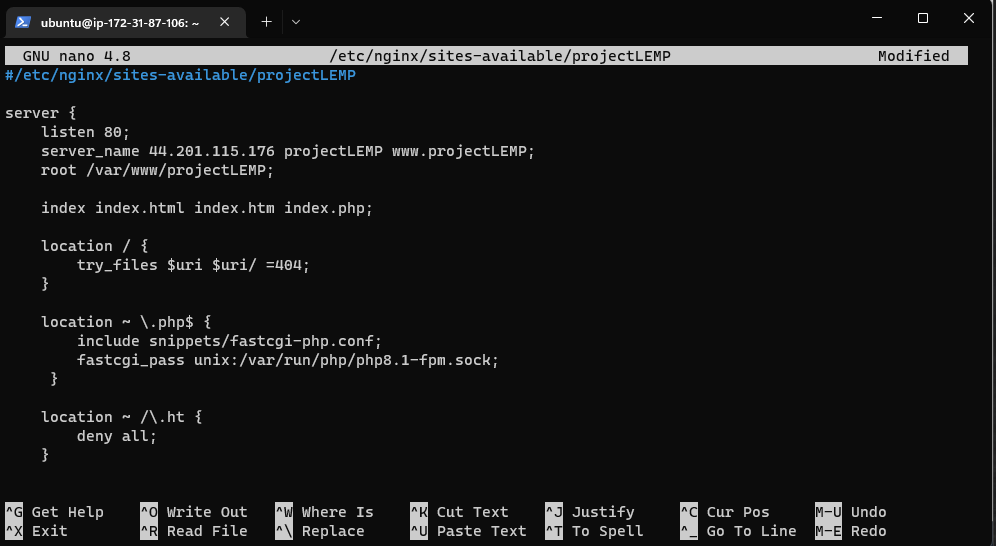 ubuntu@ip-172-31-87-106: ~
GNU nano 4.8 /etc/nginx/sites-available/projectLEMP Modified
#/etc/nginx/sites-available/projectLEMP
server {
    listen 80;
    server_name 44.201.115.176 projectLEMP www.projectLEMP;
    root /var/www/projectLEMP;
    index index.html index.htm index.php;
    location / {
        try_files $uri $uri/ =404;
    }
    location ~ \.php$ {
        include snippets/fastcgi-php.conf;
        fastcgi_pass unix:/var/run/php/php8.1-fpm.sock;
     }
    location ~ /\.ht {
        deny all;
    }
^G Get Help ^O Write Out ^W Where Is ^K Cut Text ^J Justify ^C Cur Pos M-U Undo
^X Exit ^R Read File ^\ Replace ^U Paste Text ^T To Spell ^_ Go To Line M-E Redo